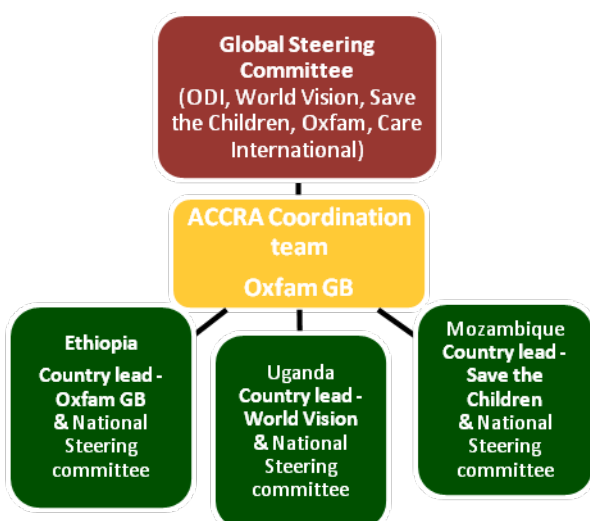 Global Steering
Committee
(ODI, World Vision, Save
the Children, Oxfam, Care
International)
ACCRA Coordination
team
Oxfam GB
Ethiopia
Country lead -
Oxfam GB
& National
Steering
committee
Uganda
Country lead -
World Vision
& National
Steering
committee
Mozambique
Country lead -
Save the
Children
& National
Steering
committee